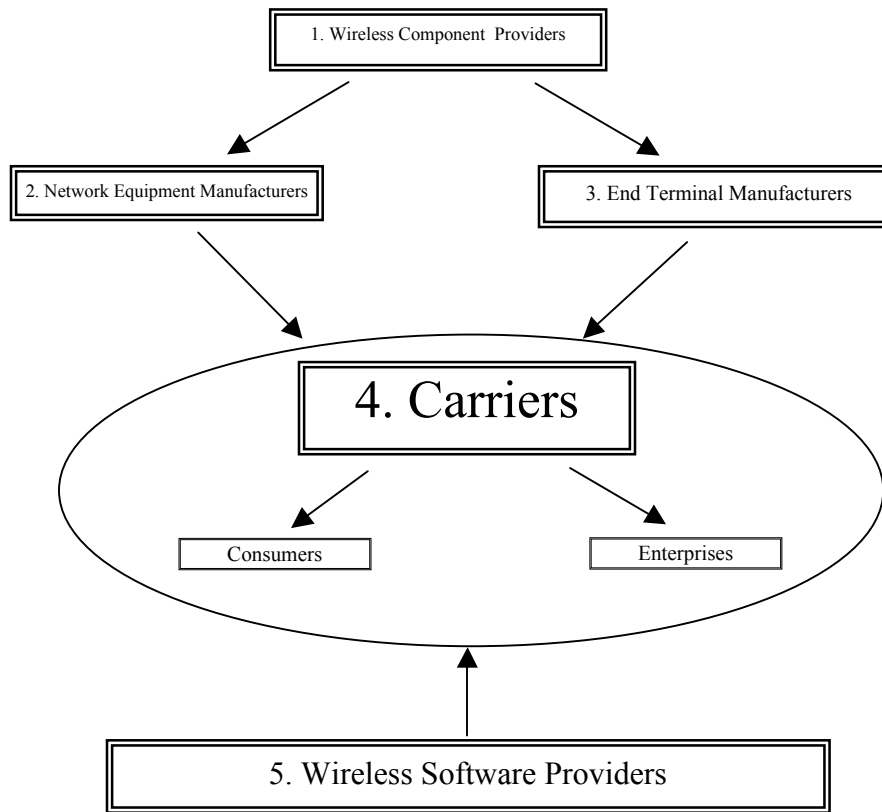 1. Wireless Component Providers
2. Network Equipment Manufacturers
3. End Terminal Manufacturers
4. Carriers
Consumers
Enterprises
5. Wireless Software Providers